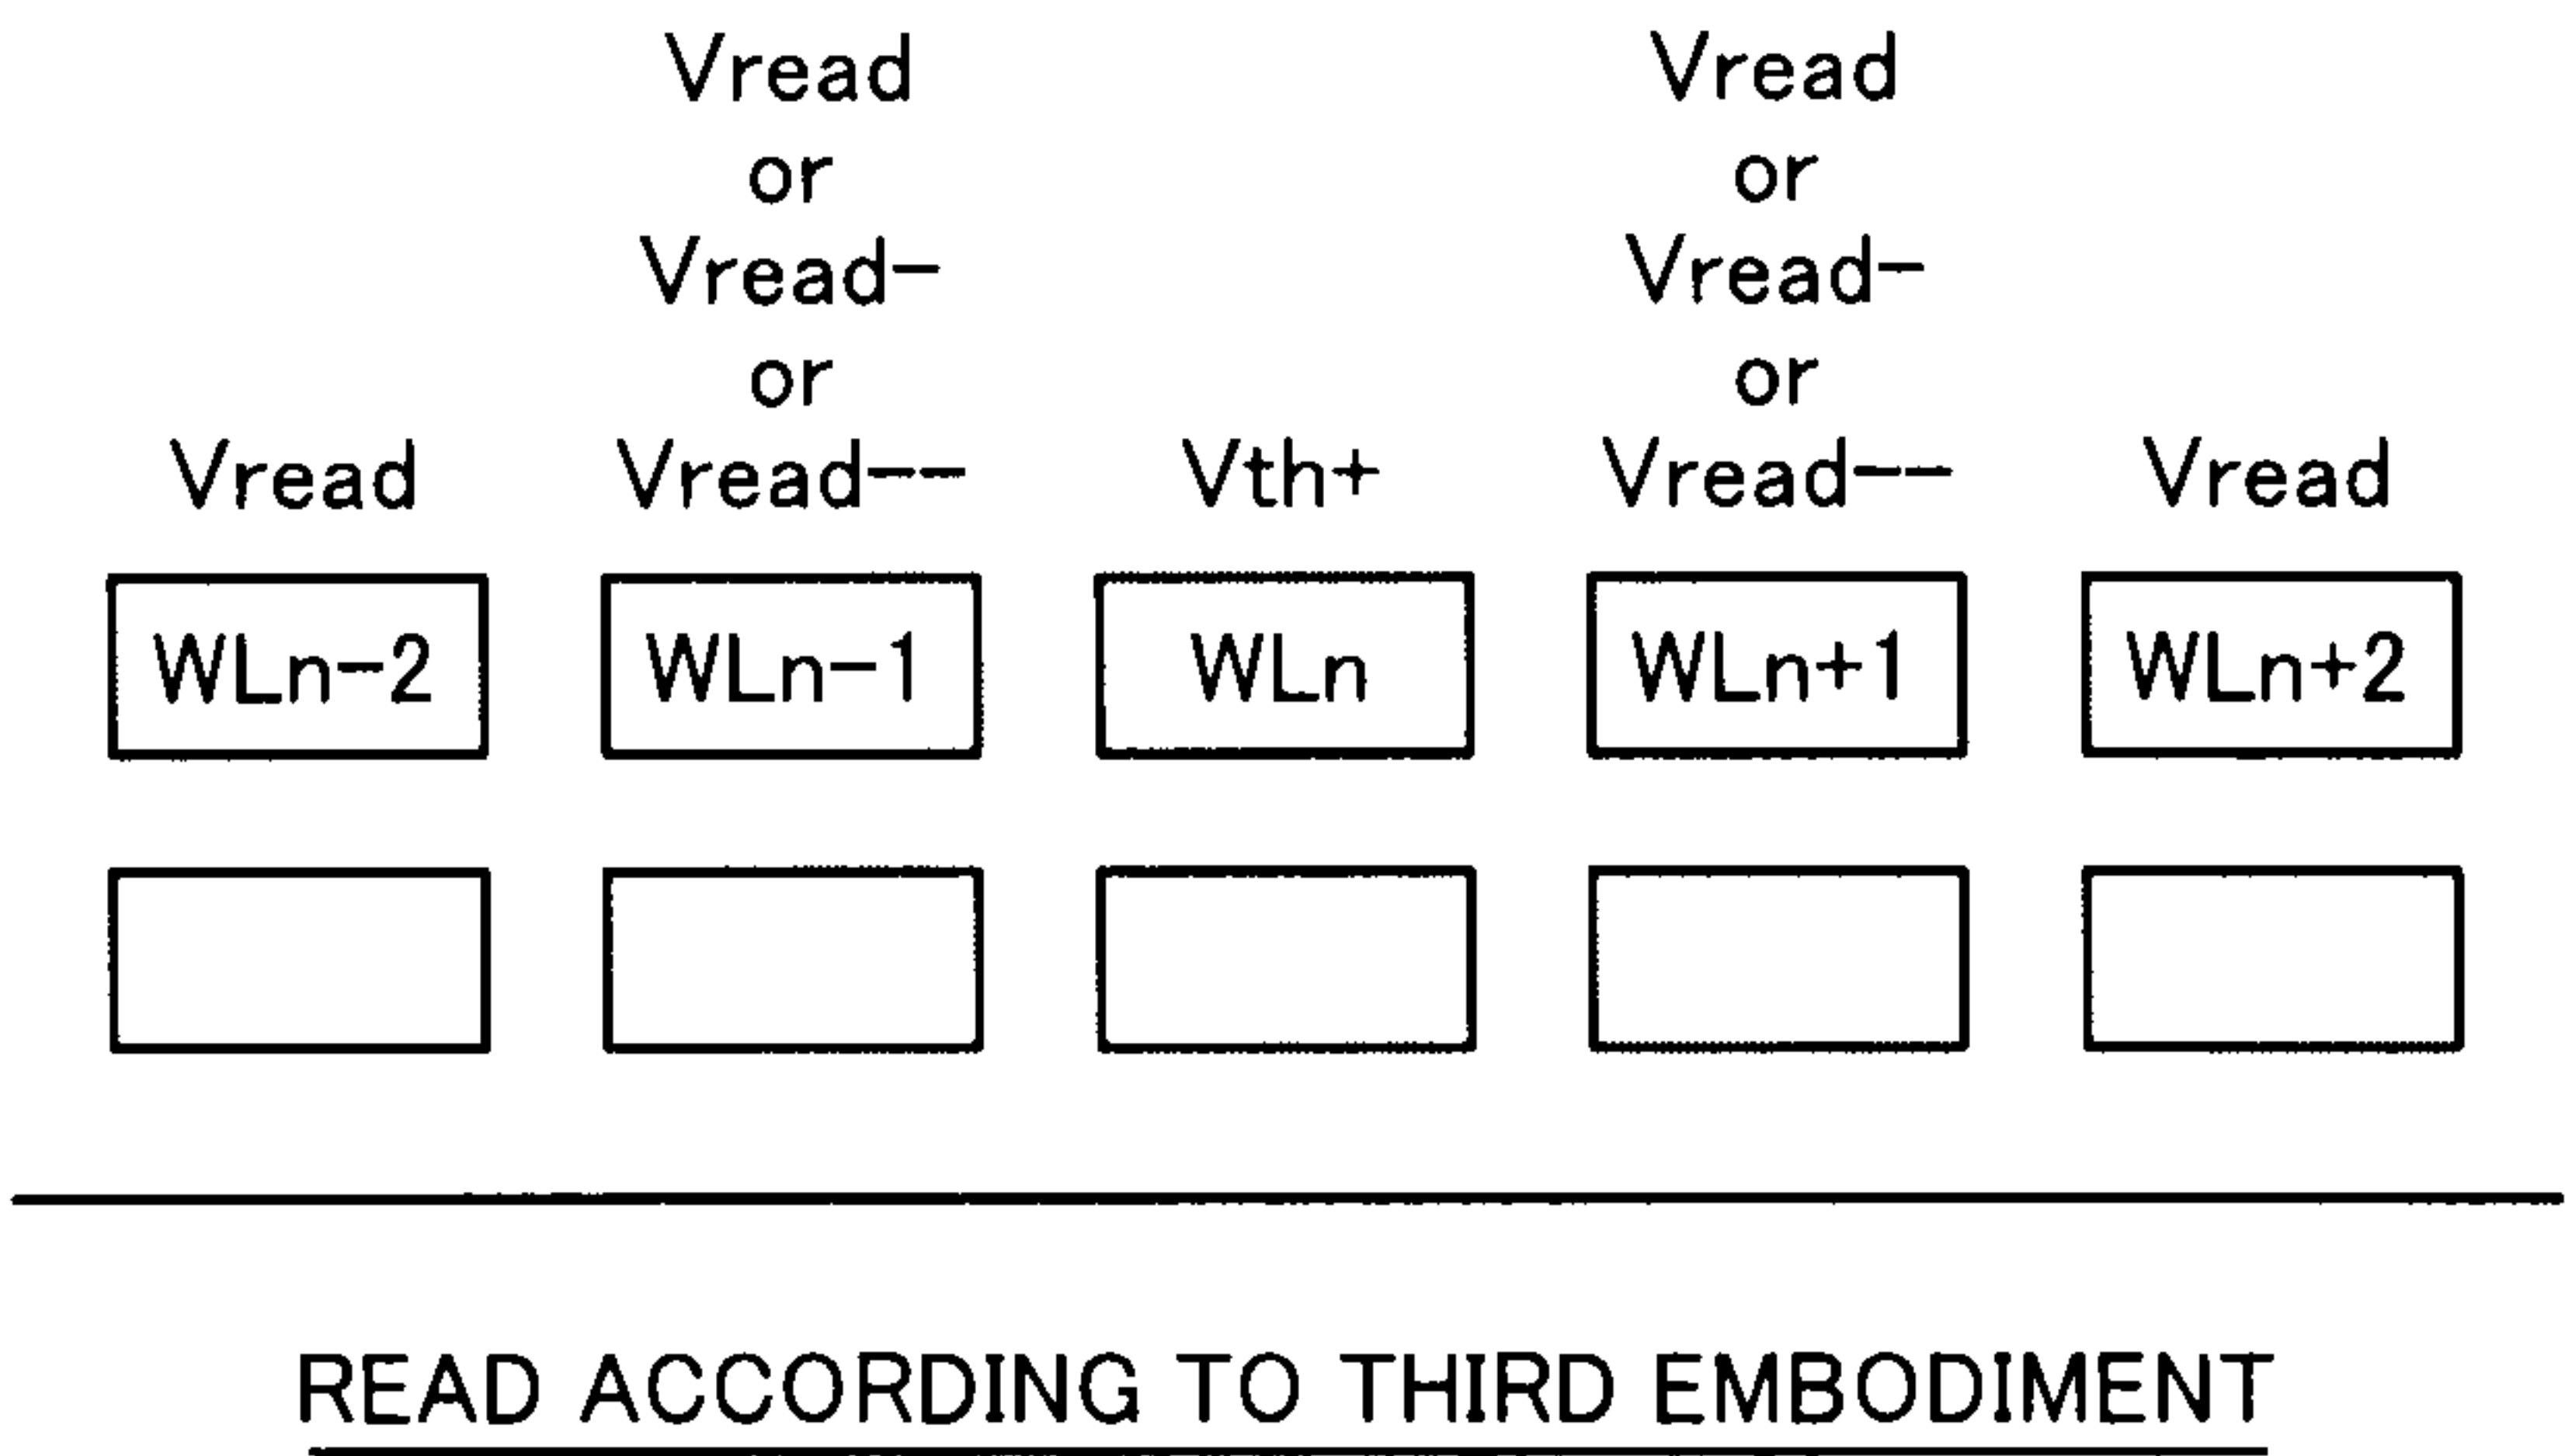 Vread Vread
or or
Vread- Vread-
or or
Vread Vread-- Vth+ Vread-- Vread
WLn-2 WLn-1 WLn WLn+1 WLn+2
READ ACCORDING TO THIRD EMBODIMENT